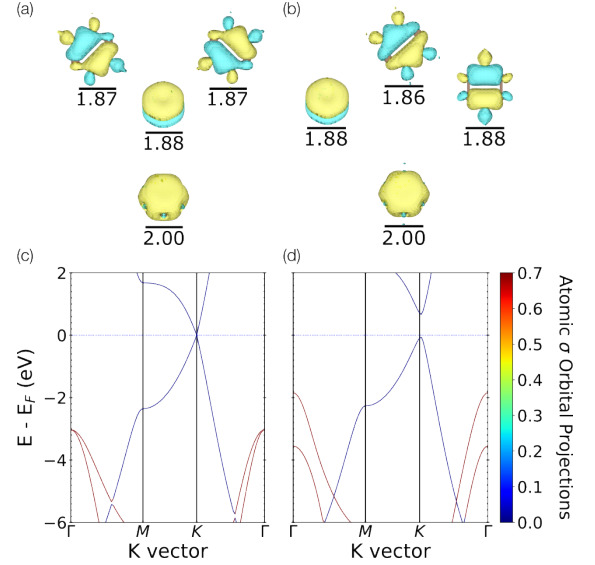 (a)
(b)
1.87
1.87
1.88
2.00
1.86
1.88
1.88
2.00
(c)
(d)
E - E_F (eV)
2
0
−2
−4
−6
Γ
M
K
Γ
K vector
Γ
M
K
Γ
K vector
0.7
0.6
0.5
0.4
0.3
0.2
0.1
0.0
Atomic σ Orbital Projections